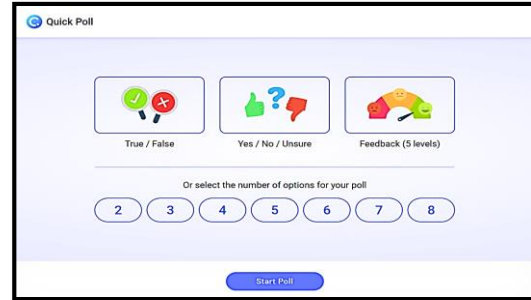 Quick Poll
True / False
Yes / No / Unsure
Feedback (5 levels)
Or select the number of options for your poll
2 3 4 5 6 7 8
Start Poll